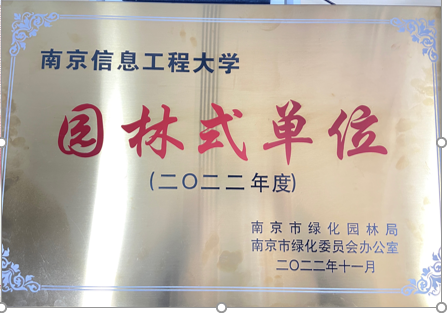 南京信息工程大学
园林式单位
(二〇二二年度)
南京市绿化园林局
南京市绿化委员会办公室
二〇二二年十一月